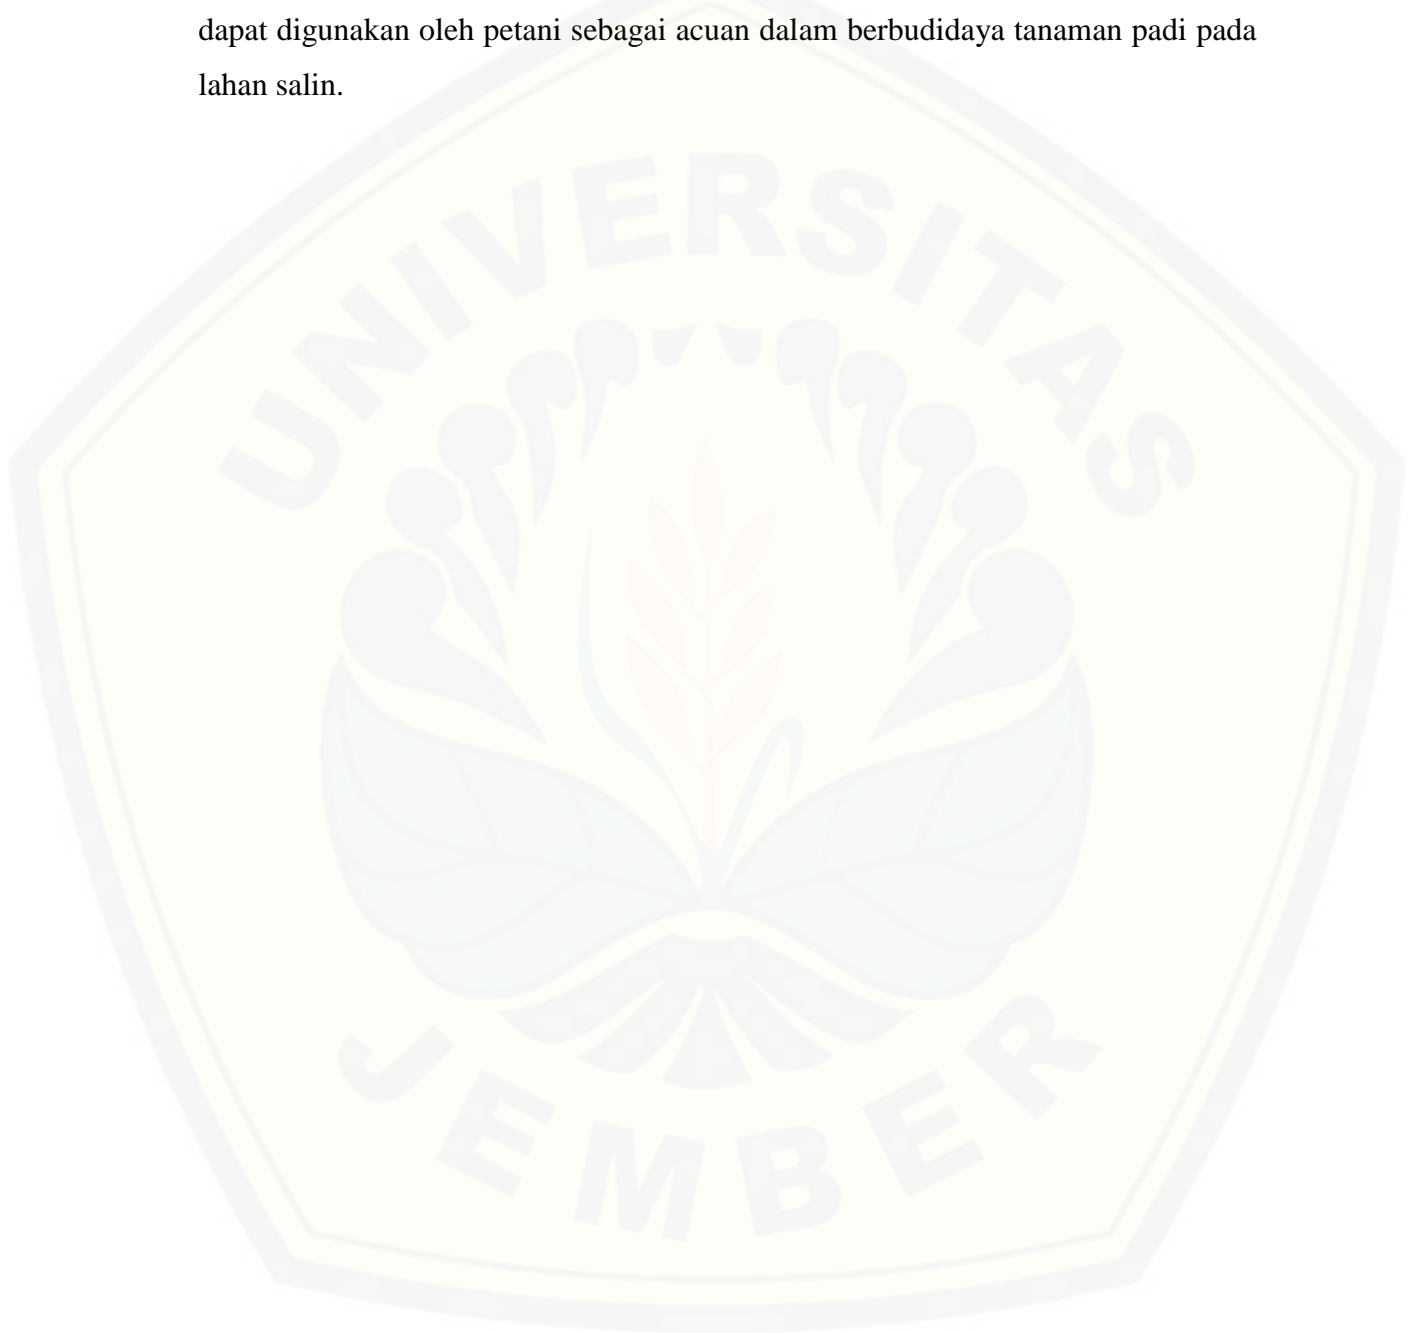 dapat digunakan oleh petani sebagai acuan dalam berbudidaya tanaman padi pada
lahan salin.
UNIVERSITAS
JEMBER